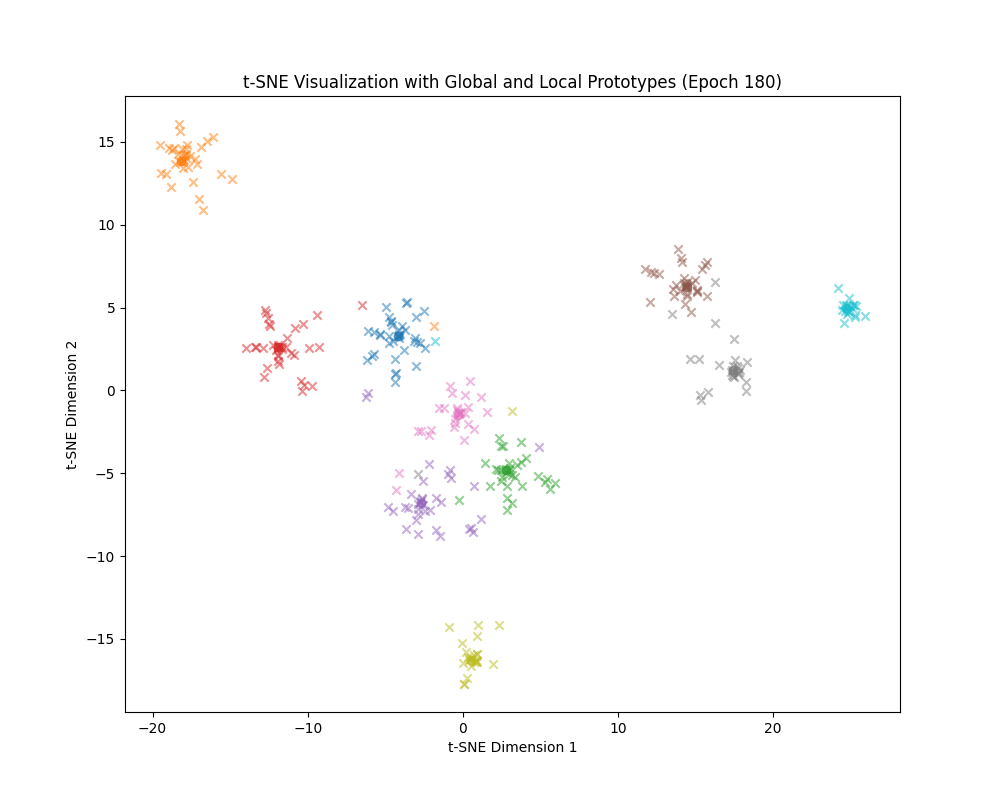 t-SNE Visualization with Global and Local Prototypes (Epoch 180)
15
10
5
0
−5
−10
−15
t-SNE Dimension 2
−20 −10 0 10 20
t-SNE Dimension 1